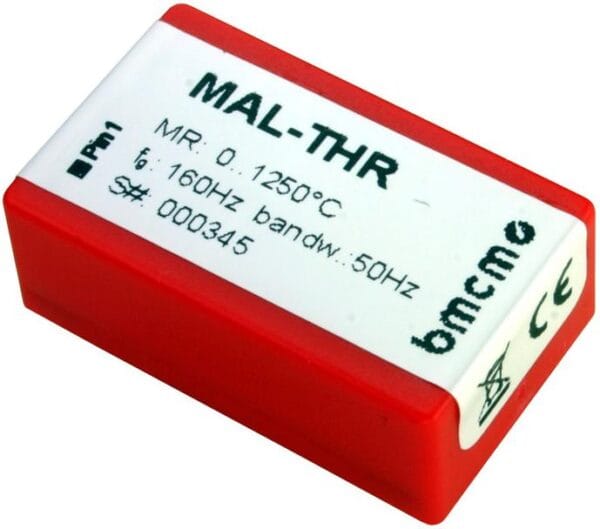 MAL-THR
MR: 0..1250°C
fg: 160Hz bandw.:50Hz
S#: 000345
Pin1
bmcm
CE